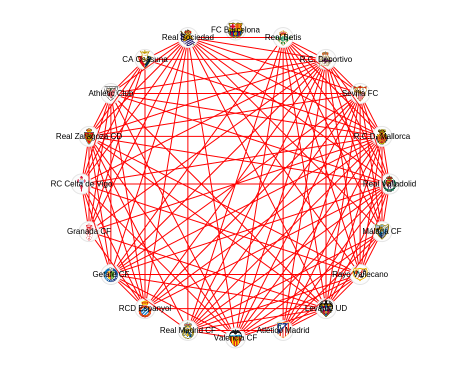 FC Barcelona
Real Sociedad
Real Betis
CA Osasuna
R.C. Deportivo
Athletic Club
Sevilla FC
Real Zaragoza CD
R.C.D. Mallorca
RC Celta de Vigo
Real Valladolid
Granada CF
Málaga CF
Getafe CF
Rayo Vallecano
RCD Espanyol
Levante UD
Real Madrid CF
Atlético Madrid
Valencia CF